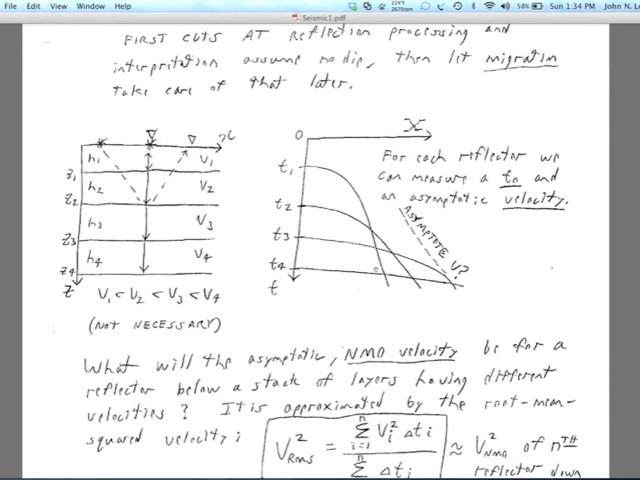 File Edit View Window Help
58% Sun 1:34 PM John N. Lo
Seismic1.pdf
FIRST CUTS AT Reflection processing and
interpretation assume no dip, then let migration
take care of that later.
h1 V1
Z1
h2 V2
Z2
h3 V3
Z3
h4 V4
Z4
Z
V1 < V2 < V3 < V4
(NOT NECESSARY)
0 X
t1
t2
t3
t4
t
For each reflector we
can measure a to and
an asymptotic velocity.
ASYMPTOTE V?
What will the asymptotic, NMO velocity be for a
reflector below a stack of layers having different
velocities? It is approximated by the root-mean-
squared velocity:
V²RMS = Σ i=1 n Vi² Δti / Σ n Δti ≈ V²NMO of nTH
reflector down